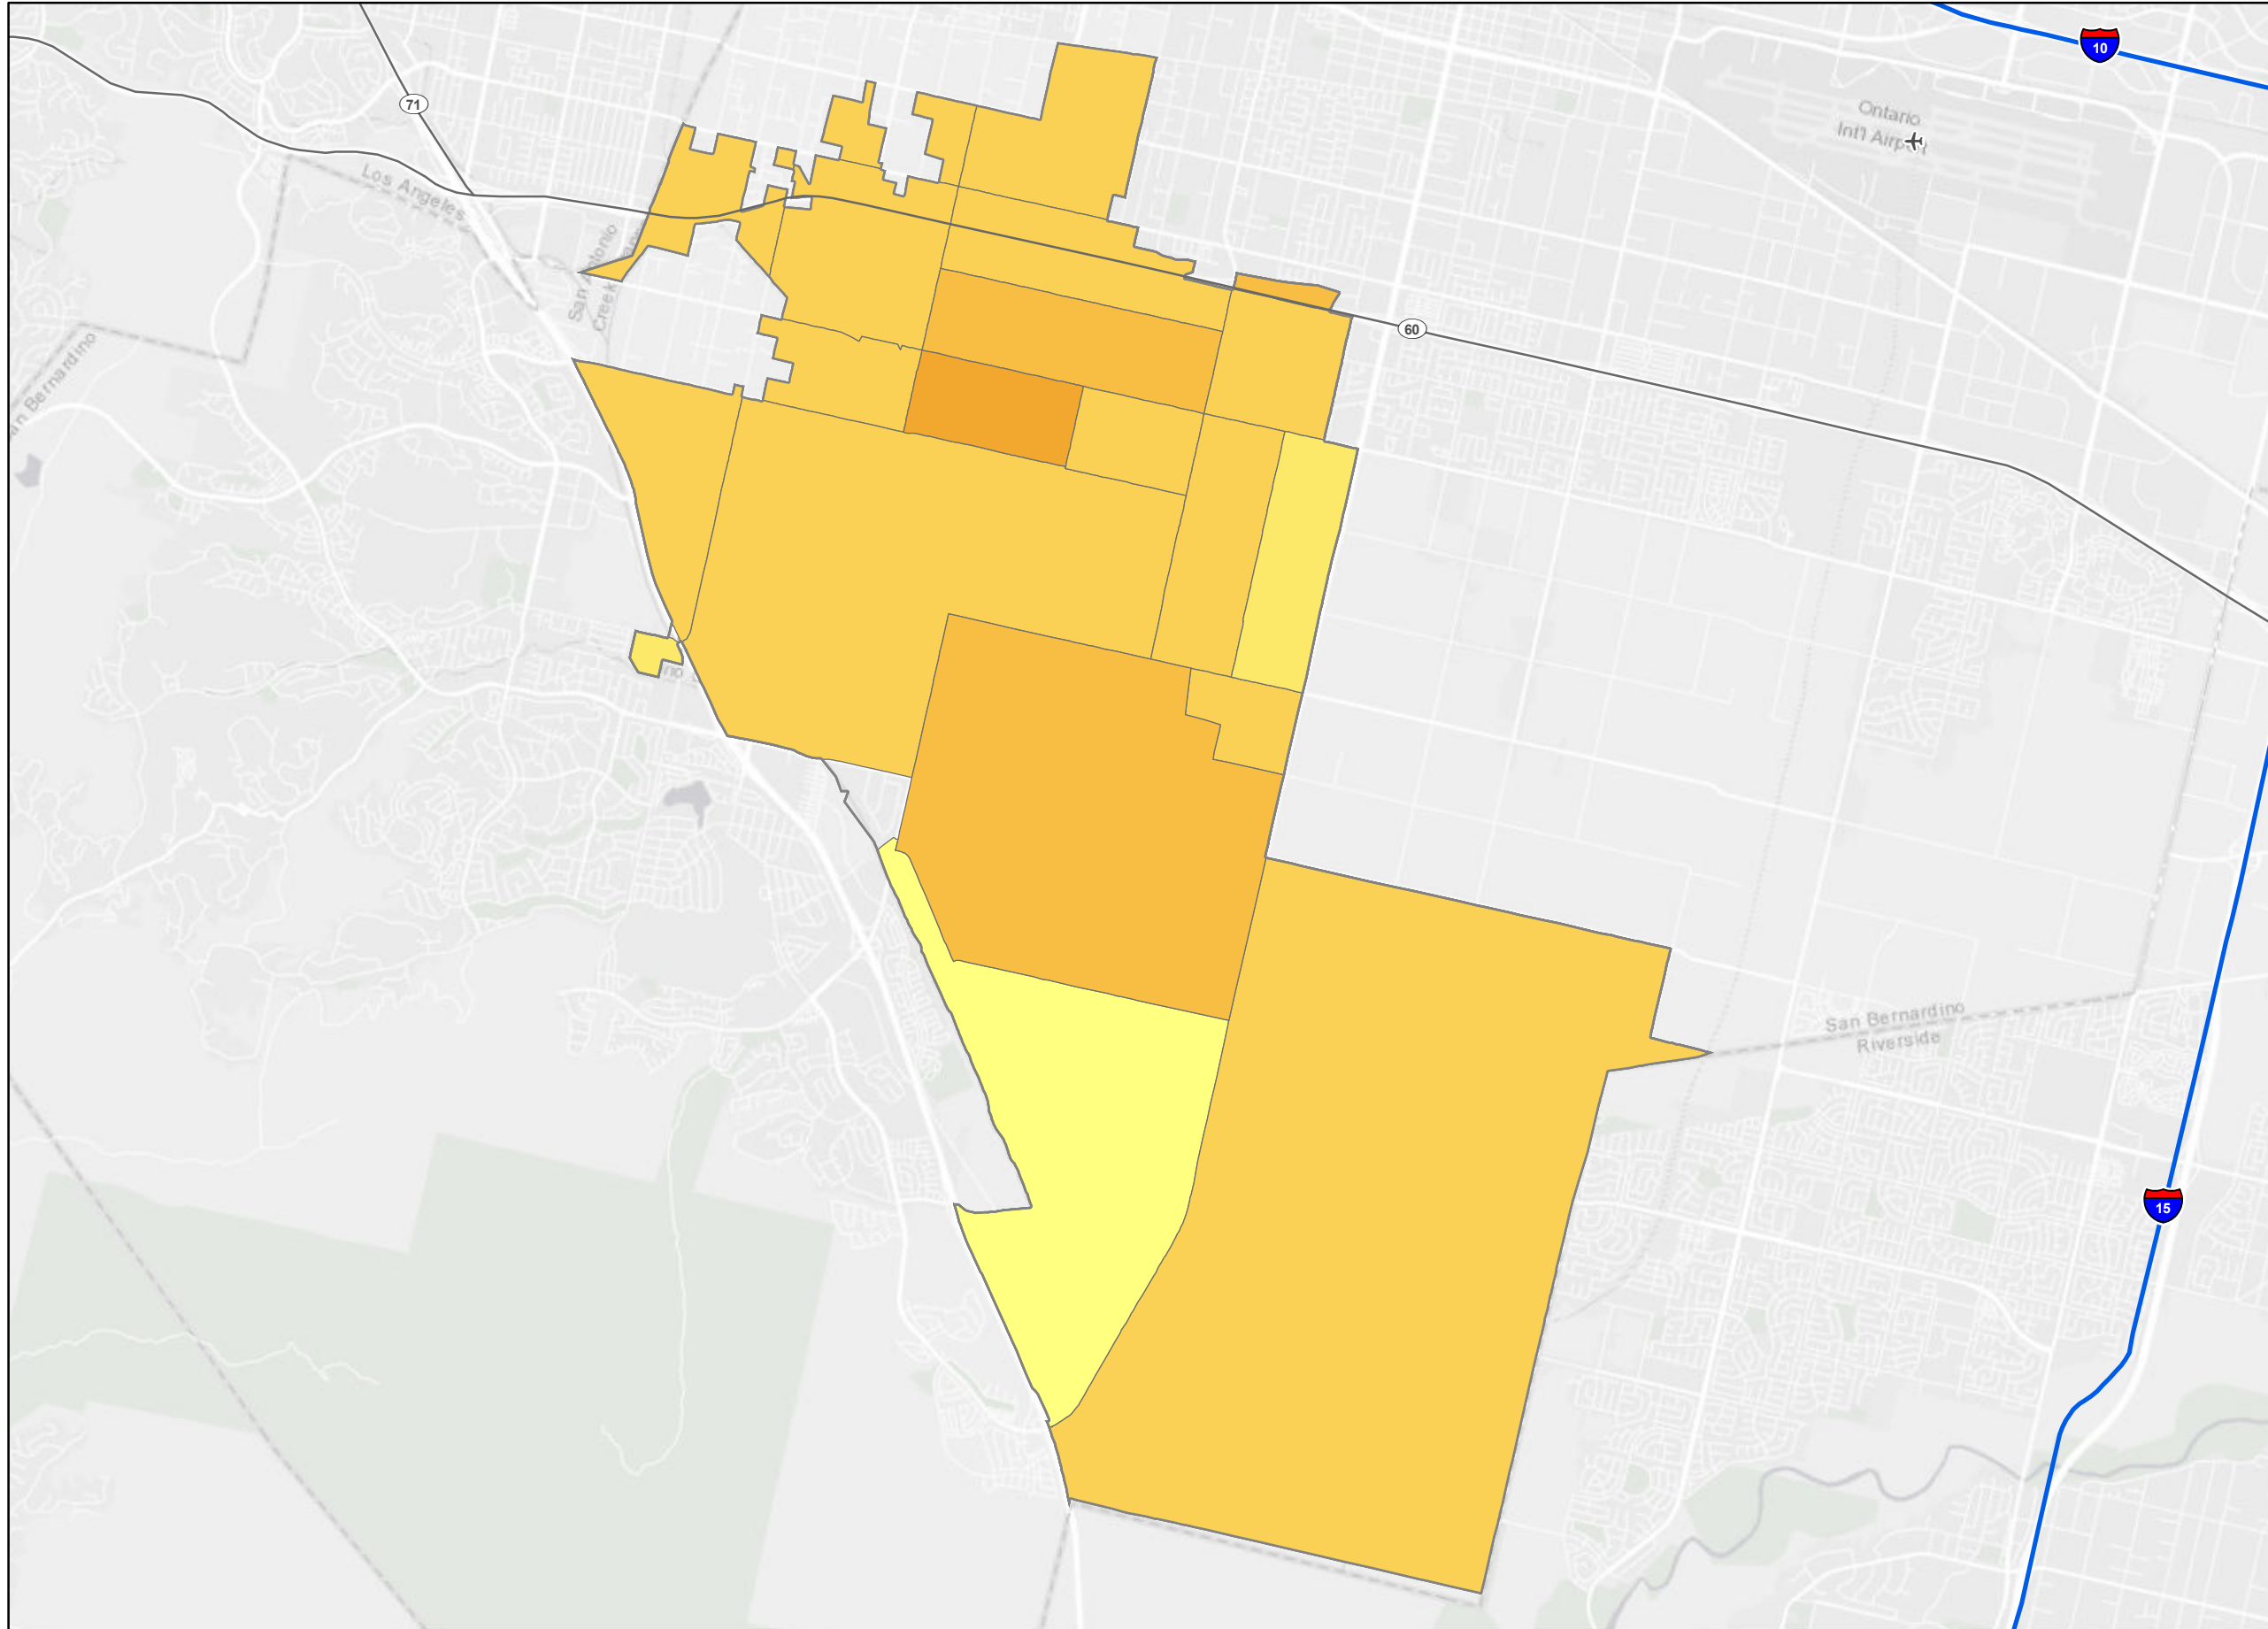 10
Ontario
Int'l Airport
71
Los Angeles
San Antonio
Creek
60
San Bernardino
San Bernardino
Riverside
15